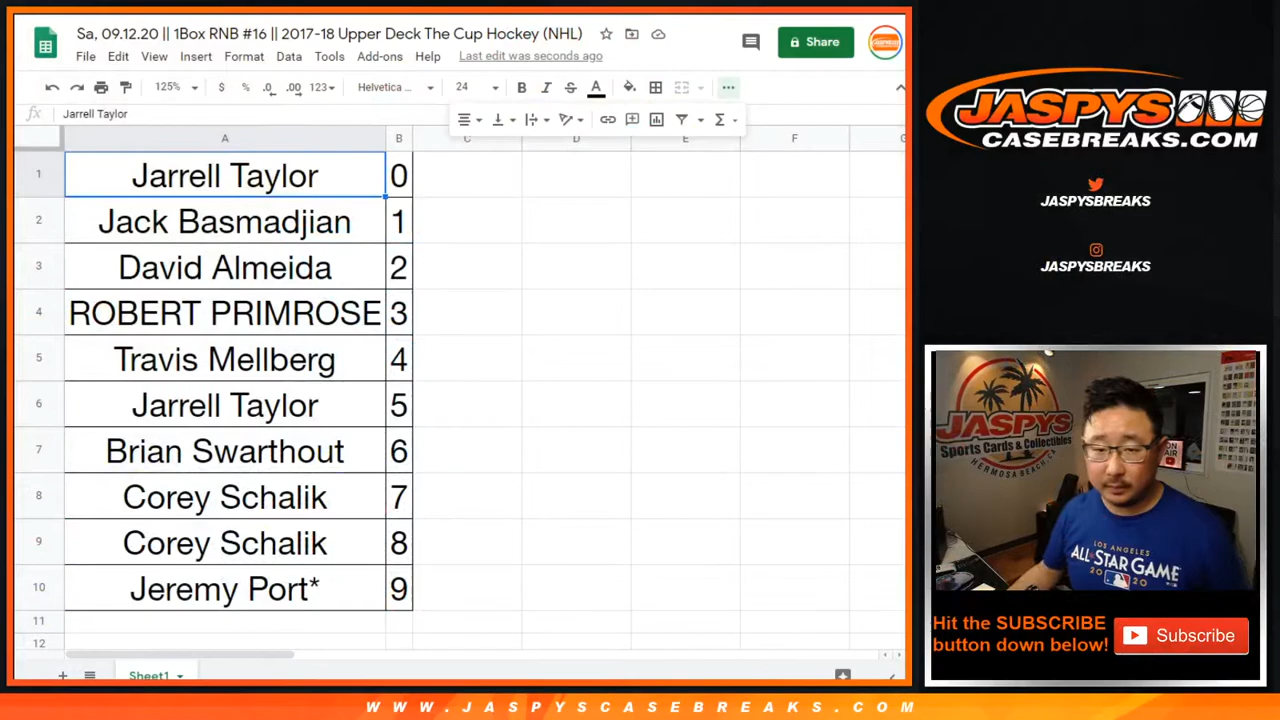 Sa, 09.12.20 || 1Box RNB #16 || 2017-18 Upper Deck The Cup Hockey (NHL)
Share
File Edit View Insert Format Data Tools Add-ons Help Last edit was seconds ago
125% $ % .0 .00 123 Helvetica ... 24 B I S A
fx Jarrell Taylor
A B C D E F G
1 Jarrell Taylor 0
2 Jack Basmadjian 1
3 David Almeida 2
4 ROBERT PRIMROSE 3
5 Travis Mellberg 4
6 Jarrell Taylor 5
7 Brian Swarthout 6
8 Corey Schalik 7
9 Corey Schalik 8
10 Jeremy Port* 9
11
12
Sheet1
JASPYS
CASEBREAKS.COM
JASPYSBREAKS
JASPYSBREAKS
JASPYS
Sports Cards & Collectibles
HERMOSA BEACH, CA
ON
AIR
LOS ANGELES
ALL-STAR GAME
2020
Hit the SUBSCRIBE
button down below!
Subscribe
WWW.JASPYSCASEBREAKS.COM